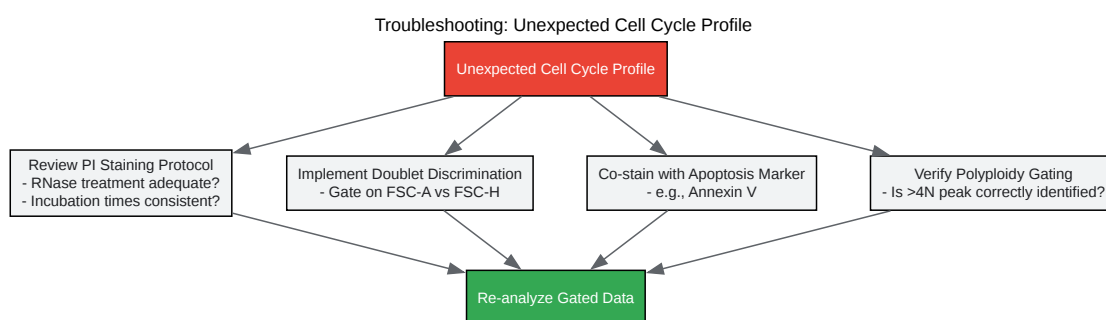 Troubleshooting: Unexpected Cell Cycle Profile
Unexpected Cell Cycle Profile
Review PI Staining Protocol
- RNase treatment adequate?
- Incubation times consistent?
Implement Doublet Discrimination
- Gate on FSC-A vs FSC-H
Co-stain with Apoptosis Marker
- e.g., Annexin V
Verify Polyploidy Gating
- Is >4N peak correctly identified?
Re-analyze Gated Data